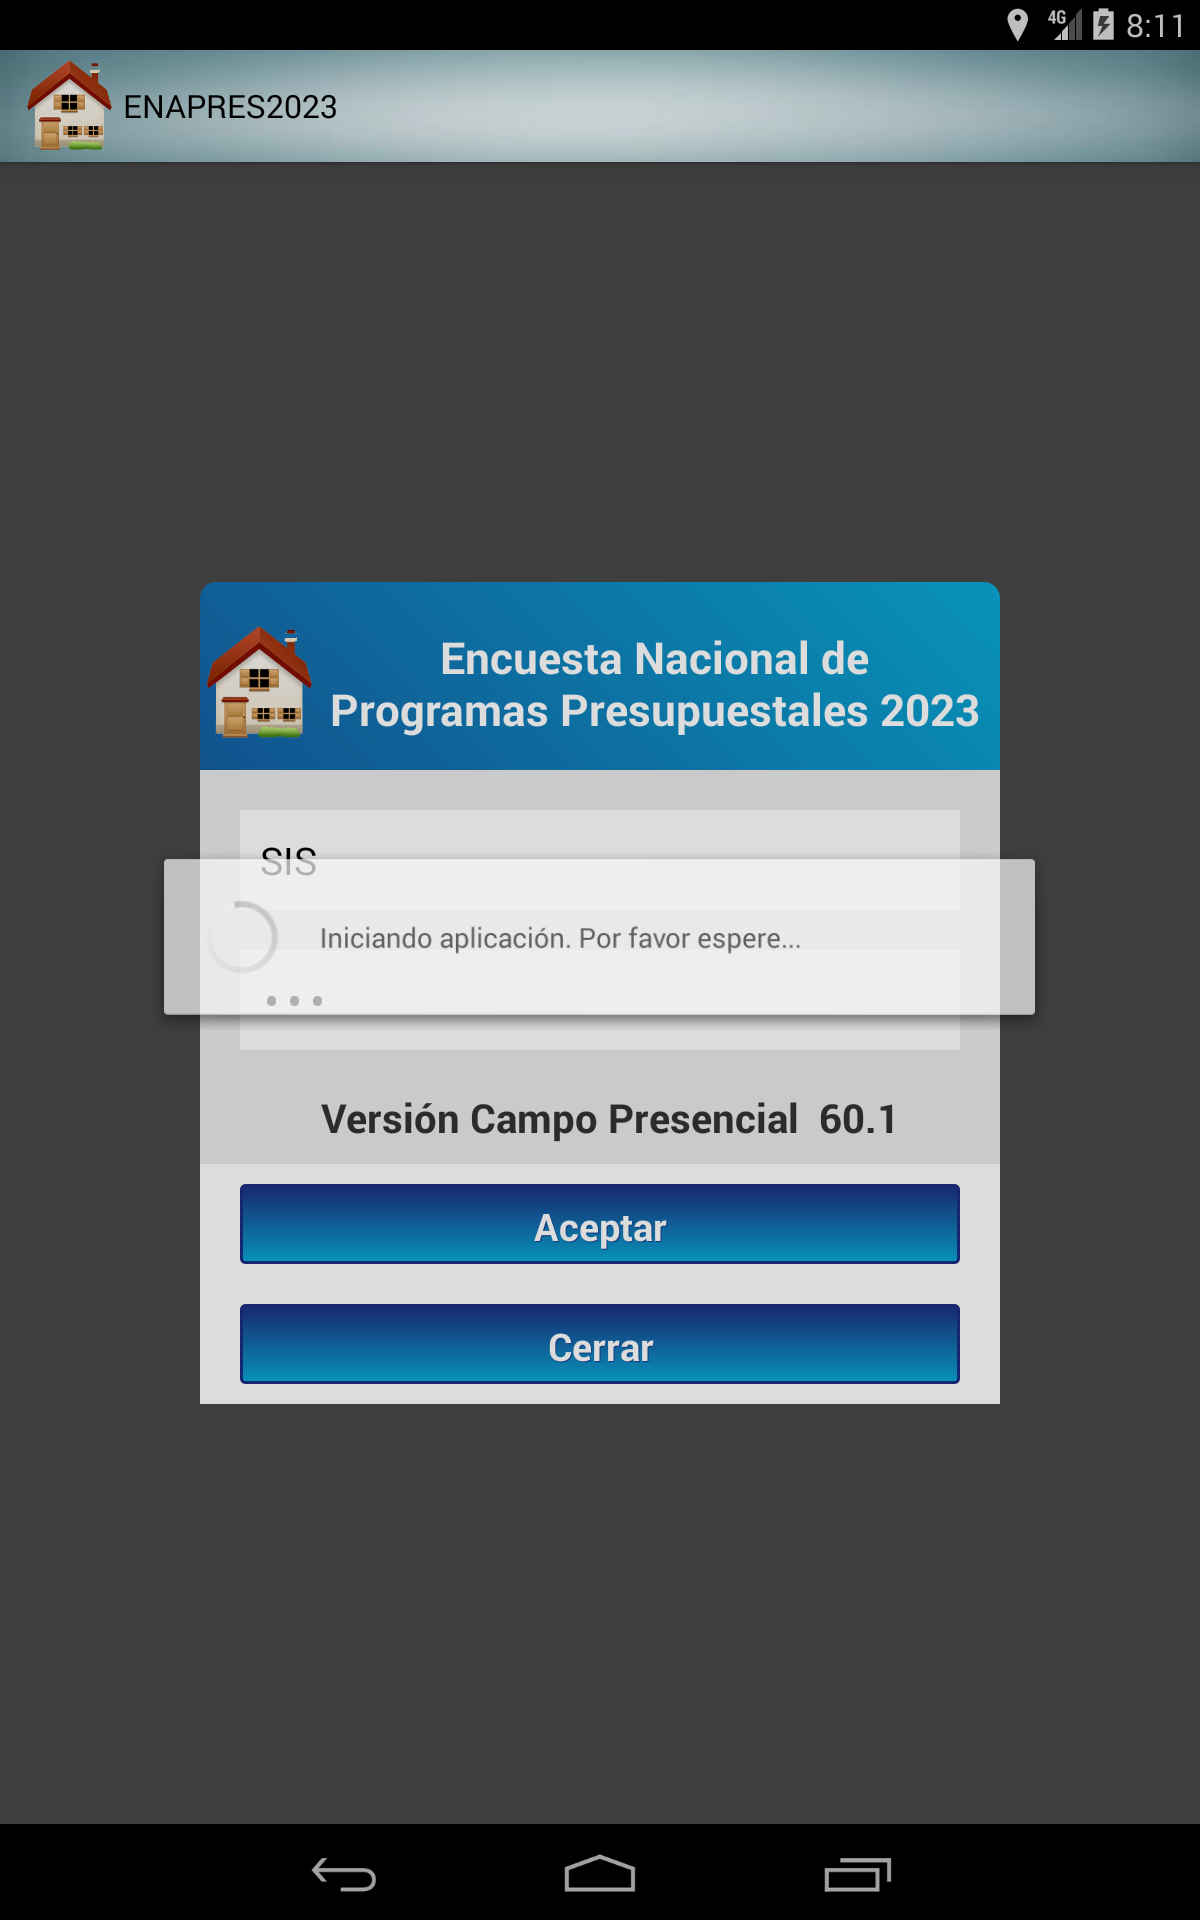 4G 8:11
ENAPRES2023
Encuesta Nacional de
Programas Presupuestales 2023
SIS
Iniciando aplicación. Por favor espere...
Versión Campo Presencial 60.1
Aceptar
Cerrar